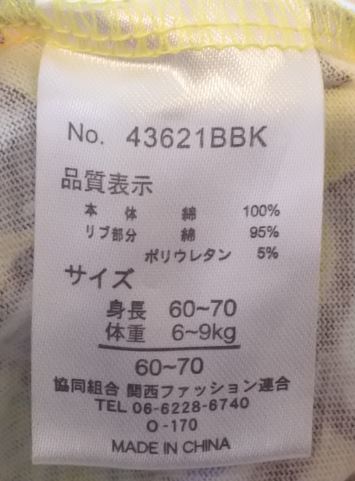 No. 43621BBK
品質表示
本体 綿 100%
リブ部分 綿 95%
ポリウレタン 5%
サイズ
身長 60~70
体重 6~9kg
60~70
協同組合 関西ファッション連合
TEL 06-6228-6740
O-170
MADE IN CHINA